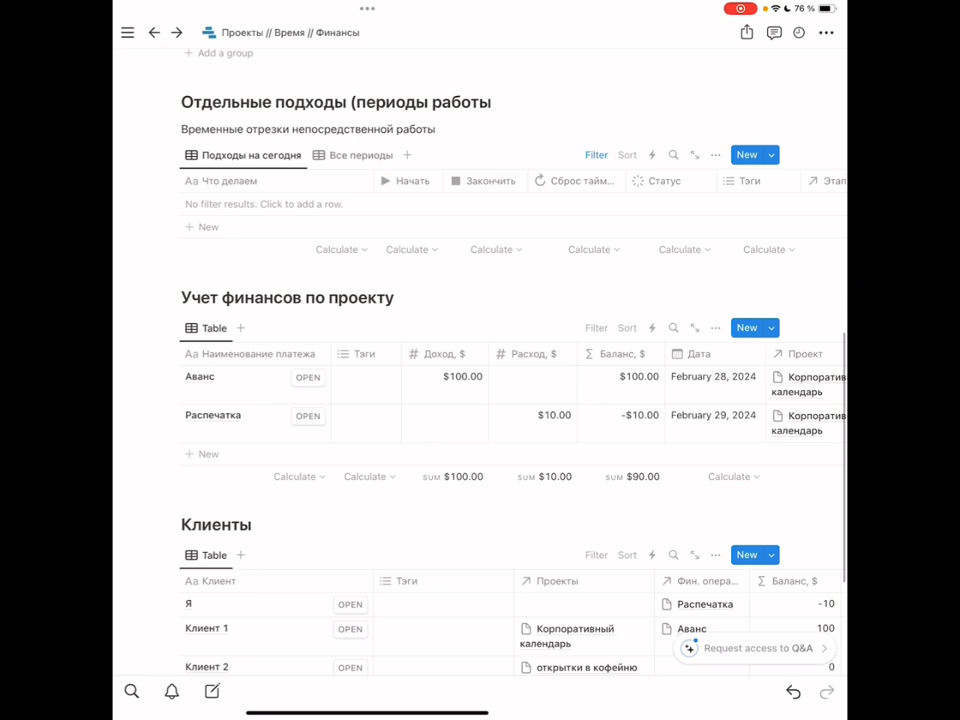 76 %
Проекты // Время // Финансы
+ Add a group
Отдельные подходы (периоды работы
Временные отрезки непосредственной работы
Подходы на сегодня Все периоды + Filter Sort New
Aa Что делаем Начать Закончить Сброс тайм... Статус Тэги Этап
No filter results. Click to add a row.
+ New
Calculate Calculate Calculate Calculate Calculate Calculate
Учет финансов по проекту
Table + Filter Sort New
Aa Наименование платежа Тэги # Доход, $ # Расход, $ Σ Баланс, $ Дата Проект
Аванс OPEN $100.00 $100.00 February 28, 2024 Корпоратив
календарь
Распечатка OPEN $10.00 -$10.00 February 29, 2024 Корпоратив
календарь
+ New
Calculate Calculate SUM $100.00 SUM $10.00 SUM $90.00 Calculate
Клиенты
Table + Filter Sort New
Aa Клиент Тэги Проекты Фин. опера... Σ Баланс, $
Я OPEN Распечатка -10
Клиент 1 OPEN Корпоративный Аванс 100
календарь
Request access to Q&A
Клиент 2 OPEN открытки в кофейню 0